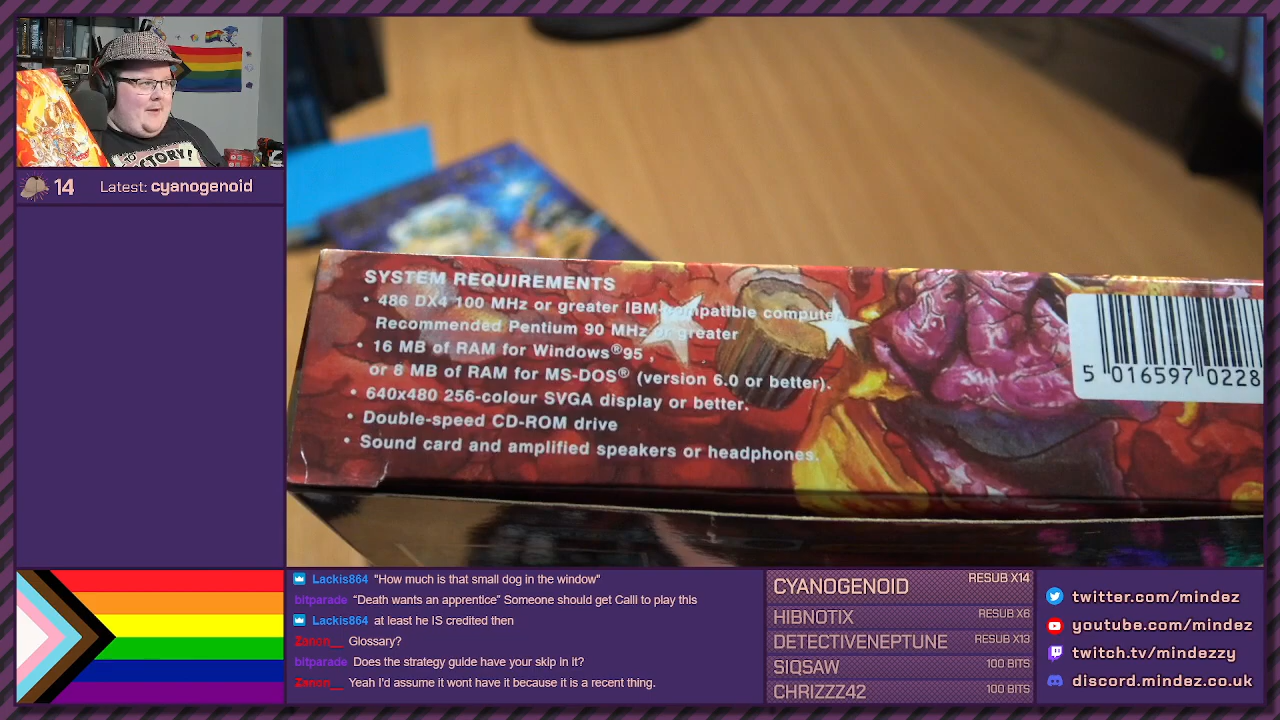 STORY!
14 Latest: cyanogenoid
SYSTEM REQUIREMENTS
• 486 DX4 100 MHz or greater IBM compatible computer
Recommended Pentium 90 MHz or greater
• 16 MB of RAM for Windows®95,
or 8 MB of RAM for MS-DOS® (version 6.0 or better).
• 640x480 256-colour SVGA display or better.
• Double-speed CD-ROM drive
• Sound card and amplified speakers or headphones.
5 016597 0228
Lackis864 "How much is that small dog in the window"
bitparade “Death wants an apprentice” Someone should get Calll to play this
Lackis864 at least he IS credited then
Zanon__ Glossary?
bitparade Does the strategy guide have your skip in it?
Zanon__ Yeah I'd assume it wont have it because it is a recent thing.
CYANOGENOID RESUB X14
HIBNOTIX RESUB X6
DETECTIVENEPTUNE RESUB X13
SIQSAW 100 BITS
CHRIZZZ42 100 BITS
twitter.com/mindez
youtube.com/mindez
twitch.tv/mindezzy
discord.mindez.co.uk